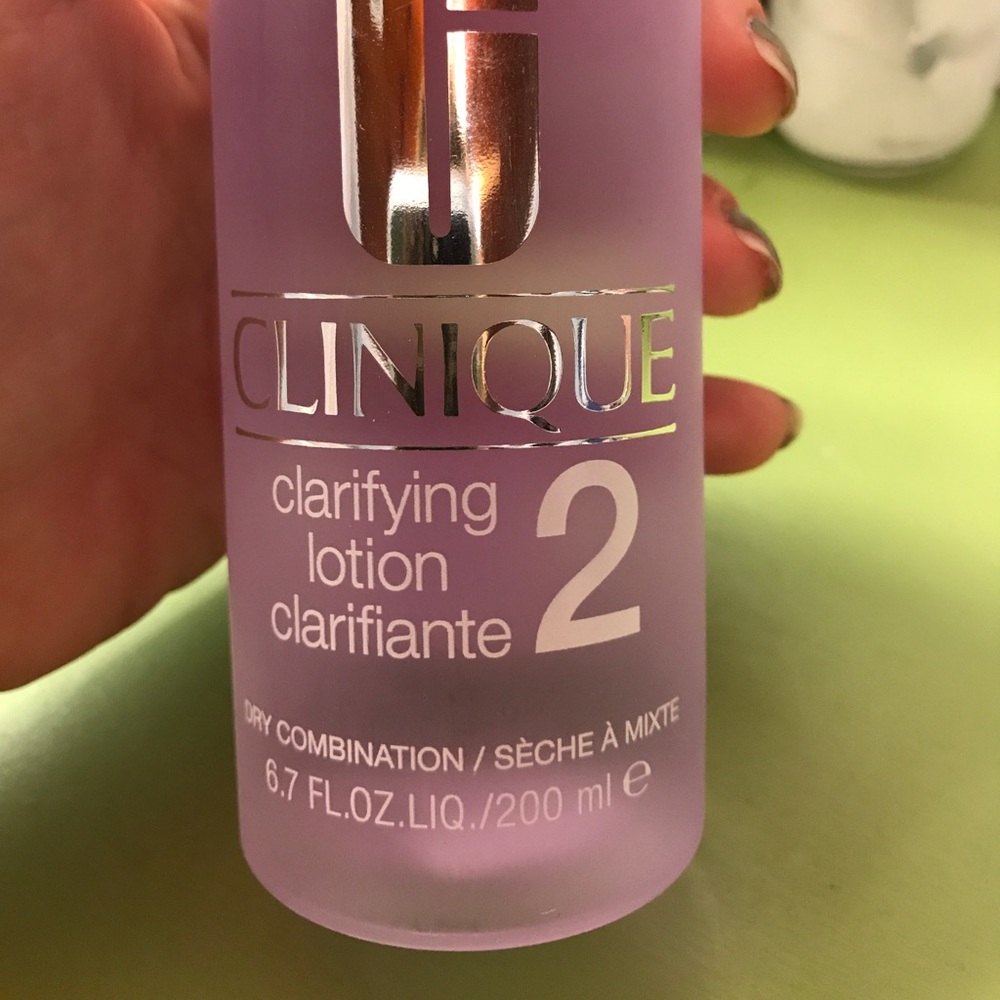 CLINIQUE
clarifying
lotion
clarifiante
2
DRY COMBINATION / SÈCHE À MIXTE
6.7 FL.OZ.LIQ./200 ml ℮